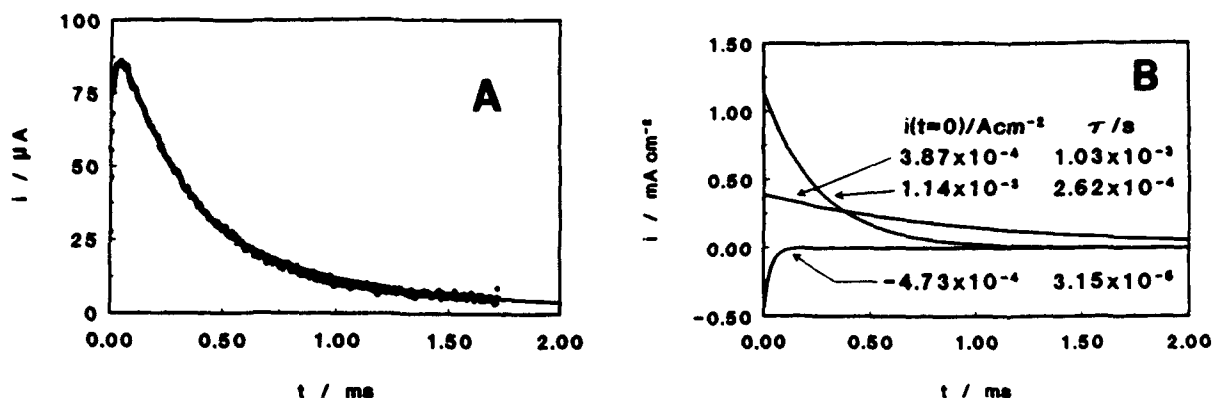 A
100
75
50
25
0
i / µA
0.00 0.50 1.00 1.50 2.00
t / ms
B
1.50
1.00
0.50
0.00
-0.50
i / mA cm⁻²
i(t=0)/Acm⁻² τ/s
3.87x10⁻⁴ 1.03x10⁻³
1.14x10⁻³ 2.62x10⁻⁴
-4.73x10⁻⁴ 3.15x10⁻⁵
0.00 0.50 1.00 1.50 2.00
t / ms